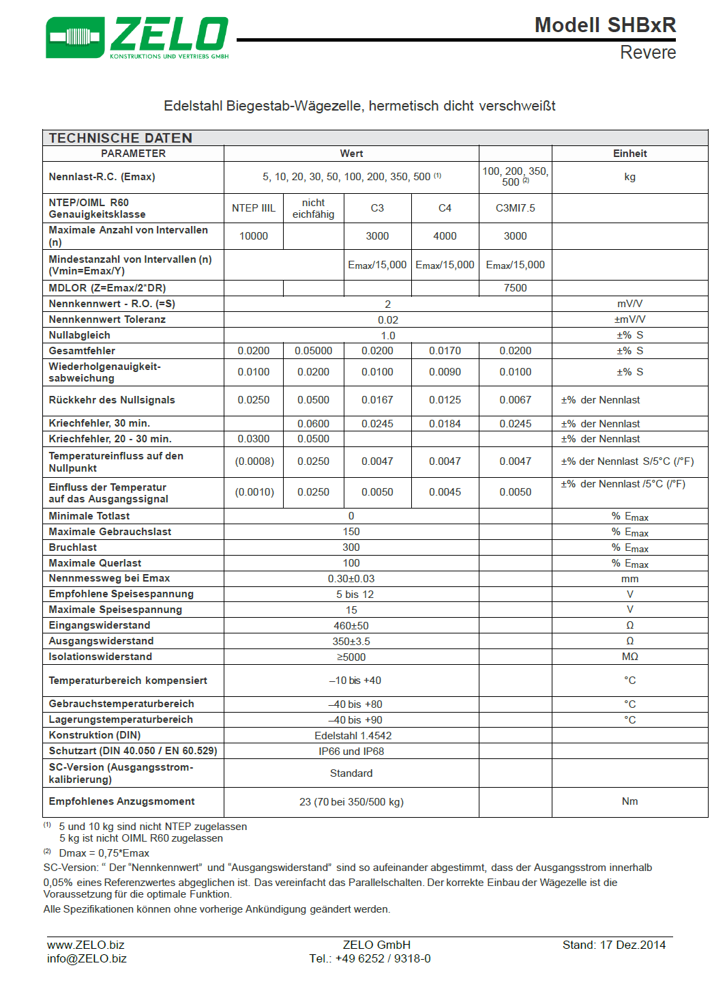 ZELO
KONSTRUKTIONS UND VERTRIEBS GMBH
Modell SHBxR
Revere
Edelstahl Biegestab-Wägezelle, hermetisch dicht verschweißt
TECHNISCHE DATEN
PARAMETER Wert Einheit
Nennlast-R.C. (Emax) 5, 10, 20, 30, 50, 100, 200, 350, 500 (1) 100, 200, 350, 500 (2) kg
NTEP/OIML R60 Genauigkeitsklasse NTEP IIIL nicht eichfähig C3 C4 C3MI7.5
Maximale Anzahl von Intervallen (n) 10000 3000 4000 3000
Mindestanzahl von Intervallen (n) (Vmin=Emax/Y) Emax/15,000 Emax/15,000 Emax/15,000
MDLOR (Z=Emax/2*DR) 7500
Nennkennwert - R.O. (=S) 2 mV/V
Nennkennwert Toleranz 0.02 ±mV/V
Nullabgleich 1.0 ±% S
Gesamtfehler 0.0200 0.05000 0.0200 0.0170 0.0200 ±% S
Wiederholgenauigkeit-sabweichung 0.0100 0.0200 0.0100 0.0090 0.0100 ±% S
Rückkehr des Nullsignals 0.0250 0.0500 0.0167 0.0125 0.0067 ±% der Nennlast
Kriechfehler, 30 min. 0.0600 0.0245 0.0184 0.0245 ±% der Nennlast
Kriechfehler, 20 - 30 min. 0.0300 0.0500 ±% der Nennlast
Temperatureinfluss auf den Nullpunkt (0.0008) 0.0250 0.0047 0.0047 0.0047 ±% der Nennlast S/5°C (/°F)
Einfluss der Temperatur auf das Ausgangssignal (0.0010) 0.0250 0.0050 0.0045 0.0050 ±% der Nennlast /5°C (/°F)
Minimale Totlast 0 % Emax
Maximale Gebrauchslast 150 % Emax
Bruchlast 300 % Emax
Maximale Querlast 100 % Emax
Nennmessweg bei Emax 0.30±0.03 mm
Empfohlene Speisespannung 5 bis 12 V
Maximale Speisespannung 15 V
Eingangswiderstand 460±50 Ω
Ausgangswiderstand 350±3.5 Ω
Isolationswiderstand ≥5000 MΩ
Temperaturbereich kompensiert –10 bis +40 °C
Gebrauchstemperaturbereich –40 bis +80 °C
Lagerungstemperaturbereich –40 bis +90 °C
Konstruktion (DIN) Edelstahl 1.4542
Schutzart (DIN 40.050 / EN 60.529) IP66 und IP68
SC-Version (Ausgangsstrom-kalibrierung) Standard
Empfohlenes Anzugsmoment 23 (70 bei 350/500 kg) Nm
(1) 5 und 10 kg sind nicht NTEP zugelassen
5 kg ist nicht OIML R60 zugelassen
(2) Dmax = 0,75*Emax
SC-Version: “ Der “Nennkennwert” und “Ausgangswiderstand” sind so aufeinander abgestimmt, dass der Ausgangsstrom innerhalb
0,05% eines Referenzwertes abgeglichen ist. Das vereinfacht das Parallelschalten. Der korrekte Einbau der Wägezelle ist die
Voraussetzung für die optimale Funktion.
Alle Spezifikationen können ohne vorherige Ankündigung geändert werden.
www.ZELO.biz ZELO GmbH Stand: 17 Dez.2014
info@ZELO.biz Tel.: +49 6252 / 9318-0